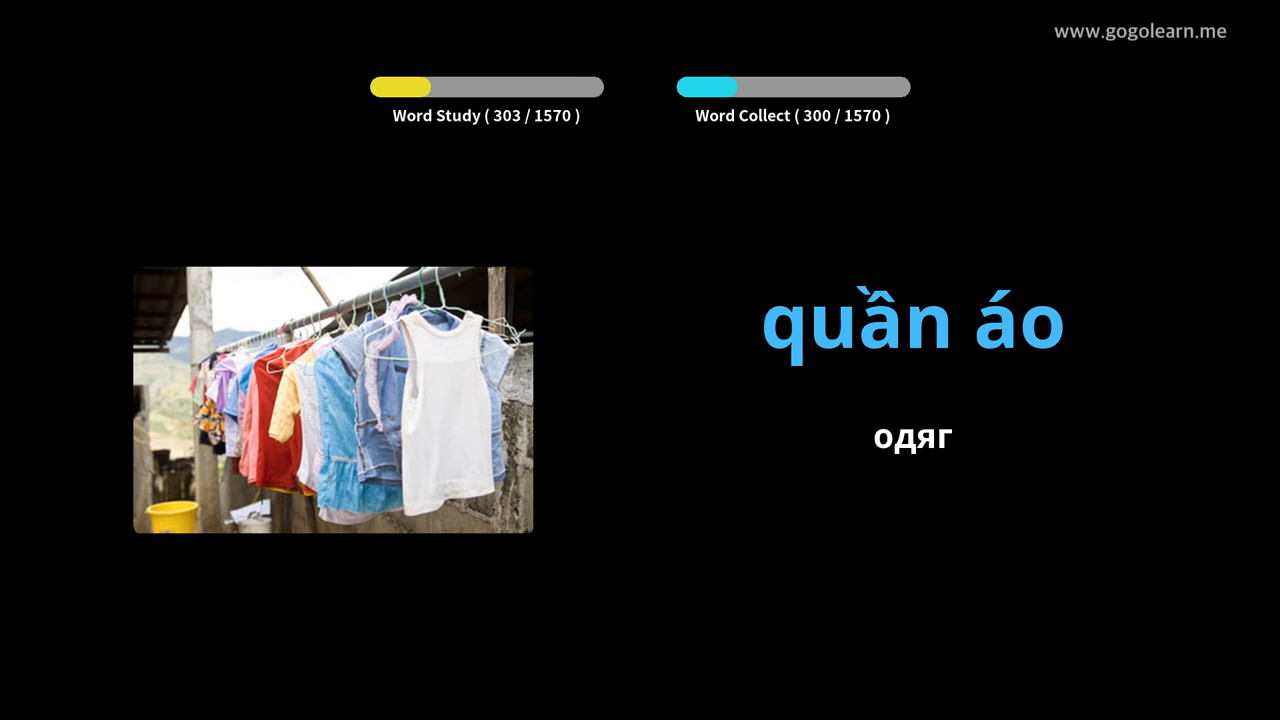 www.gogolearn.me
Word Study ( 303 / 1570 )
Word Collect ( 300 / 1570 )
quần áo
одяг